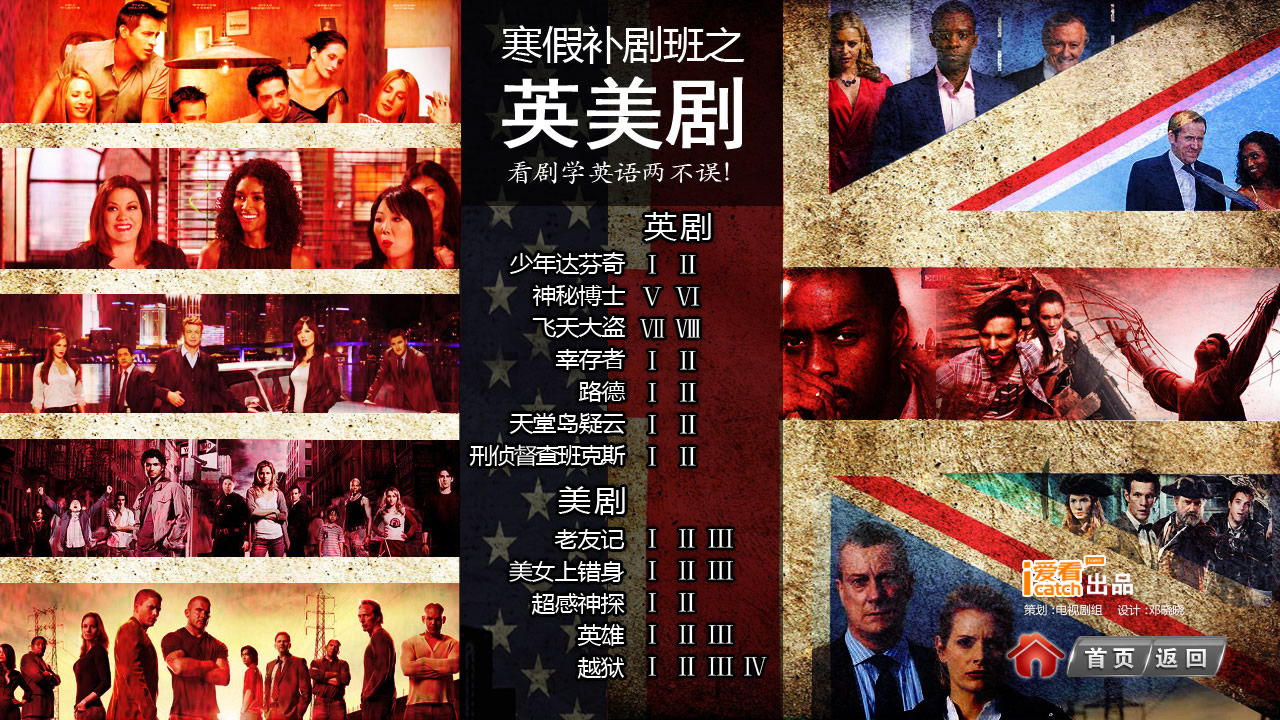 寒假补剧班之
英美剧
看剧学英语两不误!
英剧
少年达芬奇 Ⅰ Ⅱ
神秘博士 Ⅴ Ⅵ
飞天大盗 Ⅶ Ⅷ
幸存者 Ⅰ Ⅱ
路德 Ⅰ Ⅱ
天堂岛疑云 Ⅰ Ⅱ
刑侦督查班克斯 Ⅰ Ⅱ
美剧
老友记 Ⅰ Ⅱ Ⅲ
美女上错身 Ⅰ Ⅱ Ⅲ
超感神探 Ⅰ Ⅱ
英雄 Ⅰ Ⅱ Ⅲ
越狱 Ⅰ Ⅱ Ⅲ Ⅳ
i爱看
icatch 出品
策划:电视剧组 设计:邓晓晓
首页 返回